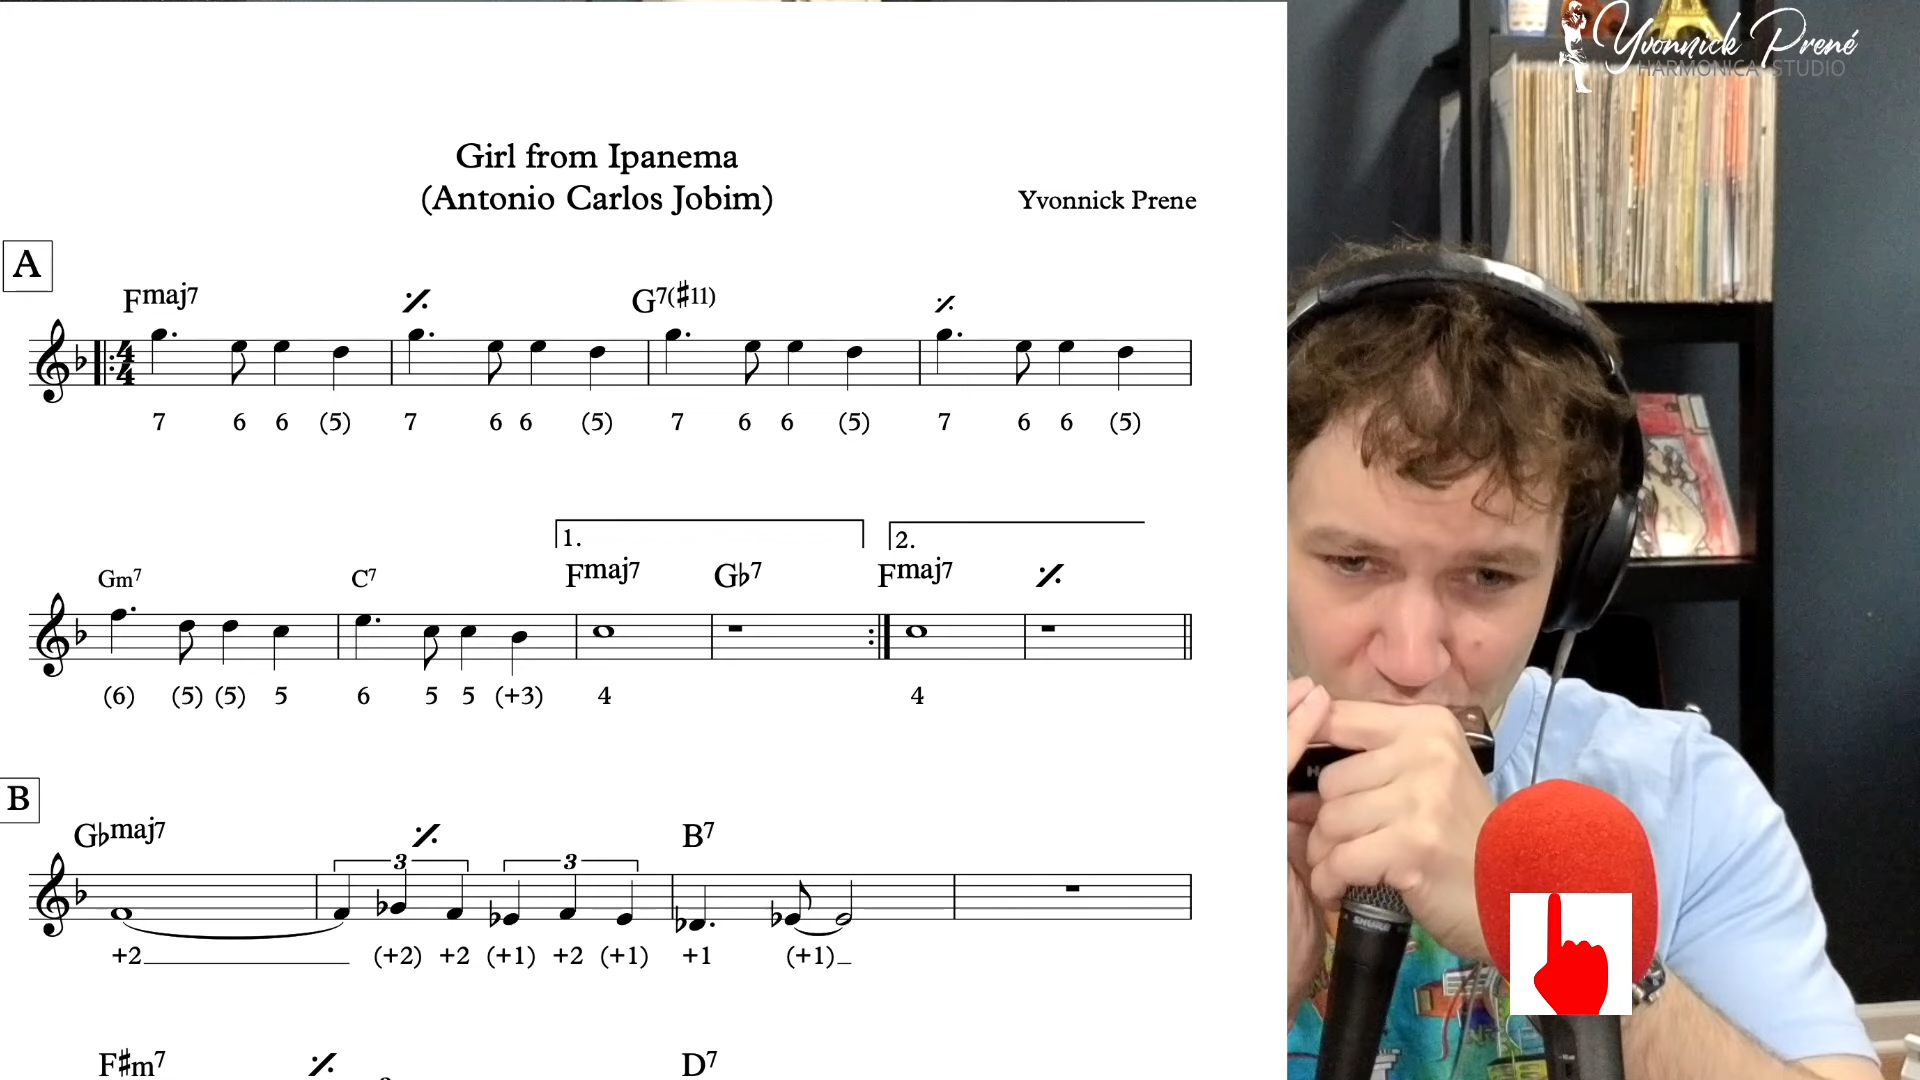 Yvonnick Prené
HARMONICA STUDIO
Girl from Ipanema
(Antonio Carlos Jobim)
Yvonnick Prene
A
Fmaj7 G7(♯11)
4
4
7 6 6 (5) 7 6 6 (5) 7 6 6 (5) 7 6 6 (5)
1. 2.
Gm7 C7 Fmaj7 G♭7 Fmaj7
(6) (5) (5) 5 6 5 5 (+3) 4 4
B
G♭maj7 B7
3 3
+2 (+2) +2 (+1) +2 (+1) +1 (+1)
F♯m7 D7
SHURE